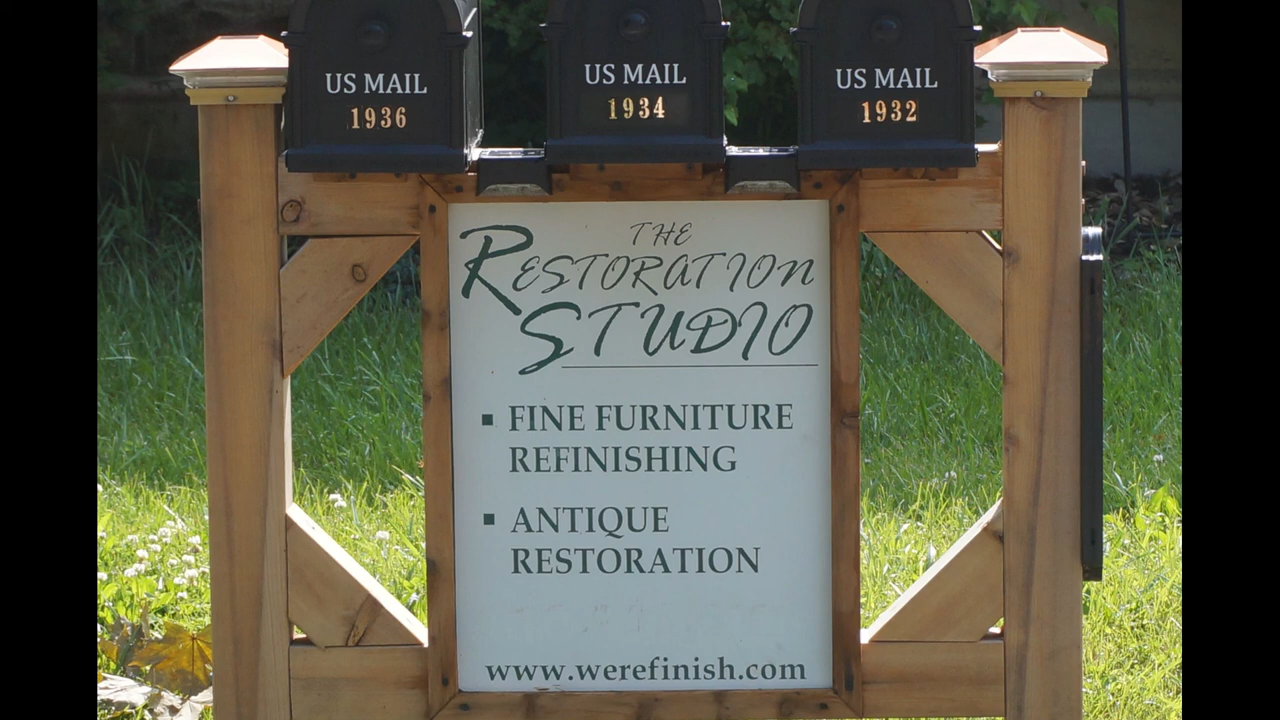 US MAIL
1936
US MAIL
1934
US MAIL
1932
THE
RESTORATION
STUDIO
▪ FINE FURNITURE
REFINISHING
▪ ANTIQUE
RESTORATION
www.werefinish.com